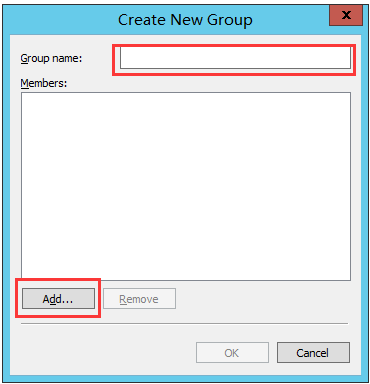 Create New Group
x
Group name:
Members:
Add...
Remove
OK
Cancel